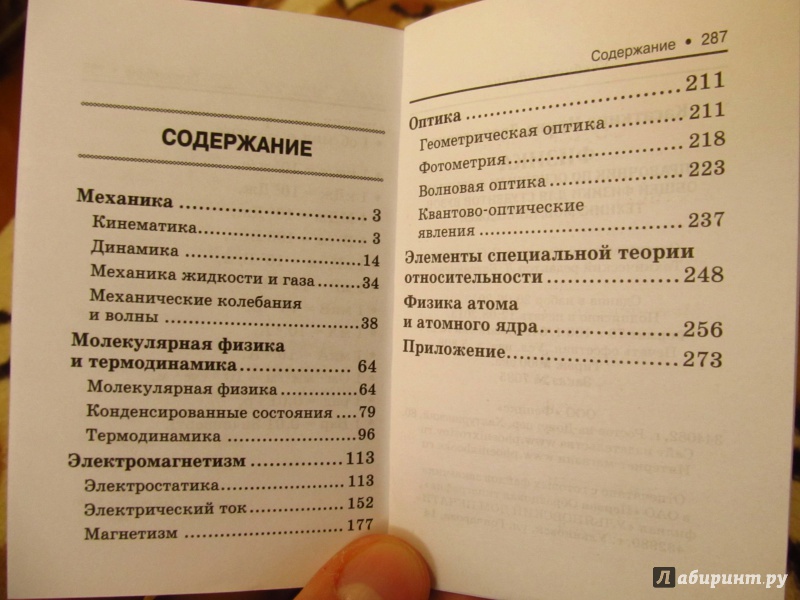 СОДЕРЖАНИЕ
Механика ........................ 3
Кинематика........................ 3
Динамика ........................ 14
Механика жидкости и газа ....... 34
Механические колебания
и волны ........................ 38
Молекулярная физика
и термодинамика ................ 64
Молекулярная физика ............ 64
Конденсированные состояния .... 79
Термодинамика .................. 96
Электромагнетизм .............. 113
Электростатика ................ 113
Электрический ток ............. 152
Магнетизм ..................... 177
Содержание • 287
Оптика ........................ 211
Геометрическая оптика ......... 211
Фотометрия .................... 218
Волновая оптика ............... 223
Квантово-оптические
явления ....................... 237
Элементы специальной теории
относительности ............... 248
Физика атома
и атомного ядра ............... 256
Приложение .................... 273
Лабиринт.ру